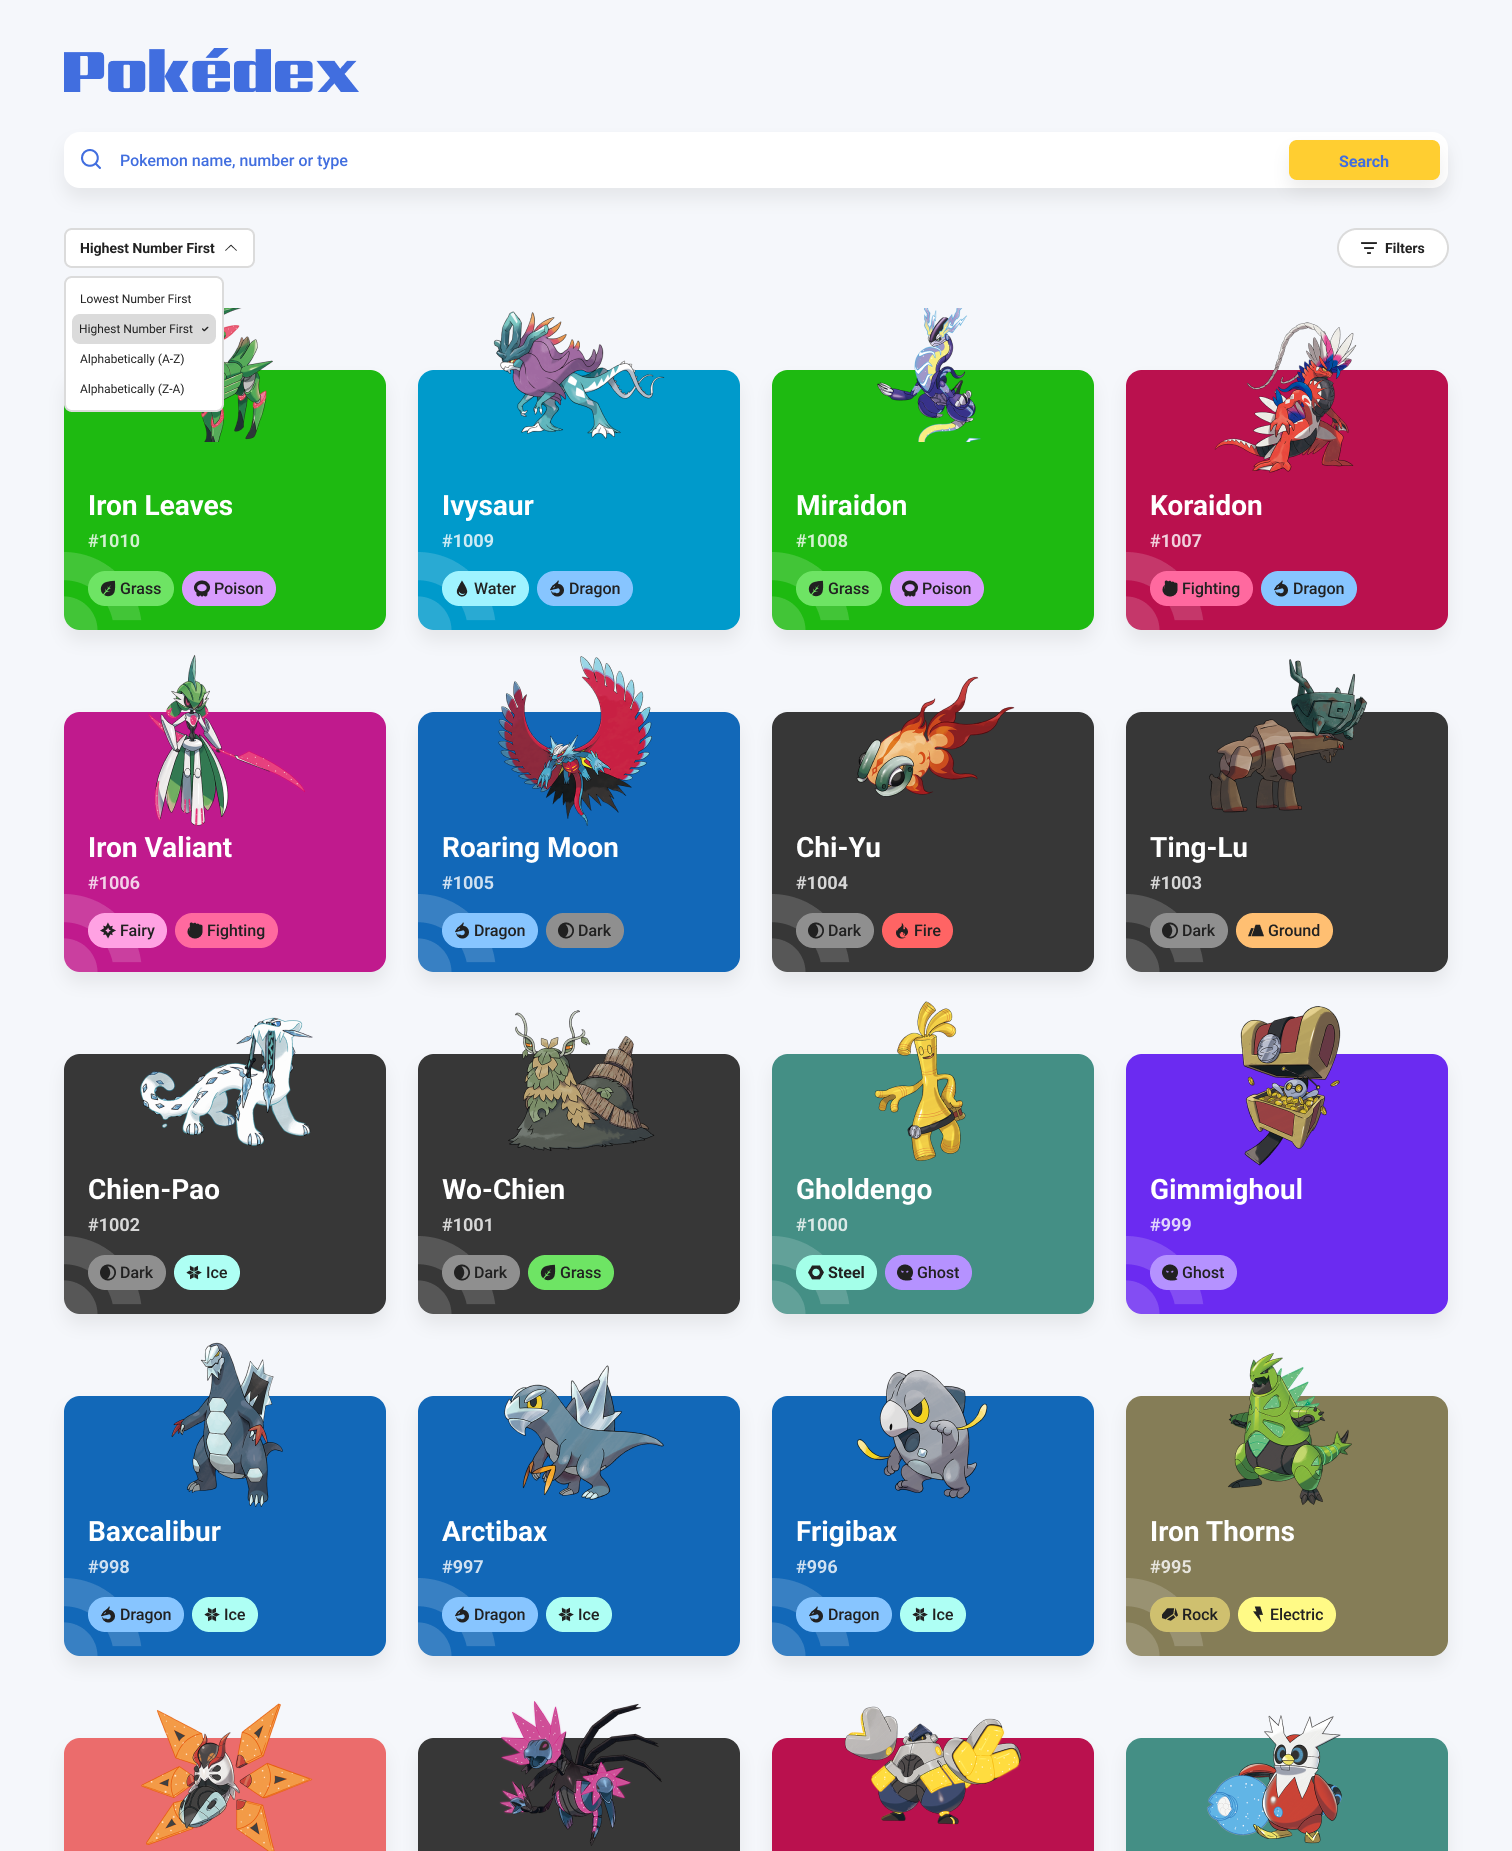 Pokédex
Pokemon name, number or type
Search
Highest Number First
Filters
Lowest Number First
Highest Number First
Alphabetically (A-Z)
Alphabetically (Z-A)
Iron Leaves
#1010
Grass
Poison
Ivysaur
#1009
Water
Dragon
Miraidon
#1008
Grass
Poison
Koraidon
#1007
Fighting
Dragon
Iron Valiant
#1006
Fairy
Fighting
Roaring Moon
#1005
Dragon
Dark
Chi-Yu
#1004
Dark
Fire
Ting-Lu
#1003
Dark
Ground
Chien-Pao
#1002
Dark
Ice
Wo-Chien
#1001
Dark
Grass
Gholdengo
#1000
Steel
Ghost
Gimmighoul
#999
Ghost
Baxcalibur
#998
Dragon
Ice
Arctibax
#997
Dragon
Ice
Frigibax
#996
Dragon
Ice
Iron Thorns
#995
Rock
Electric